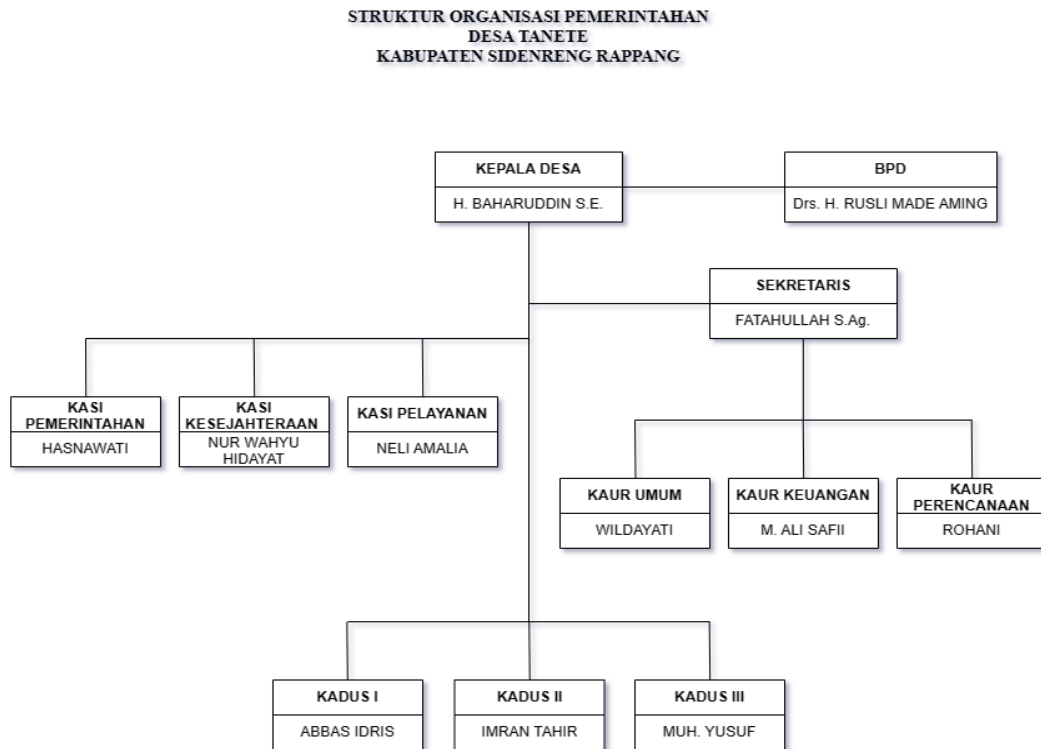 STRUKTUR ORGANISASI PEMERINTAHAN
DESA TANETE
KABUPATEN SIDENRENG RAPPANG
KEPALA DESA
H. BAHARUDDIN S.E.
BPD
Drs. H. RUSLI MADE AMING
SEKRETARIS
FATAHULLAH S.Ag.
KASI
PEMERINTAHAN
HASNAWATI
KASI
KESEJAHTERAAN
NUR WAHYU
HIDAYAT
KASI PELAYANAN
NELI AMALIA
KAUR UMUM
WILDAYATI
KAUR KEUANGAN
M. ALI SAFII
KAUR
PERENCANAAN
ROHANI
KADUS I
ABBAS IDRIS
KADUS II
IMRAN TAHIR
KADUS III
MUH. YUSUF